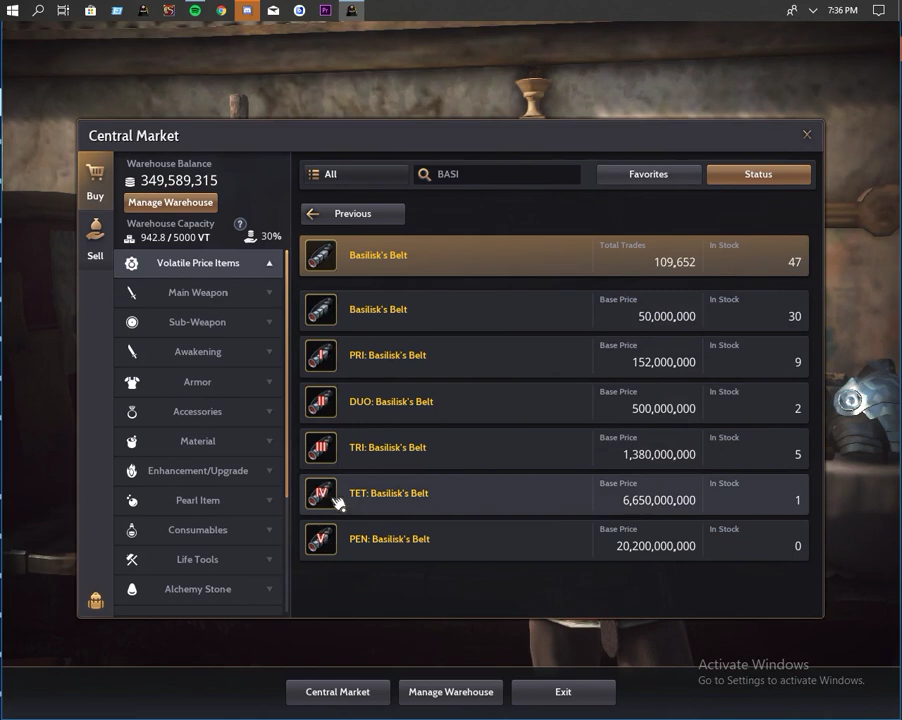 Pr
7:36 PM
Central Market
Warehouse Balance
349,589,315
Manage Warehouse
Warehouse Capacity
?
942.8 / 5000 VT
30%
Buy
Sell
Volatile Price Items
Main Weapon
Sub-Weapon
Awakening
Armor
Accessories
Material
Enhancement/Upgrade
Pearl Item
Consumables
Life Tools
Alchemy Stone
All
BASI
Favorites
Status
Previous
Basilisk's Belt
Total Trades
109,652
In Stock
47
Basilisk's Belt
Base Price
50,000,000
In Stock
30
I
PRI: Basilisk's Belt
Base Price
152,000,000
In Stock
9
II
DUO: Basilisk's Belt
Base Price
500,000,000
In Stock
2
III
TRI: Basilisk's Belt
Base Price
1,380,000,000
In Stock
5
IV
TET: Basilisk's Belt
Base Price
6,650,000,000
In Stock
1
V
PEN: Basilisk's Belt
Base Price
20,200,000,000
In Stock
0
Activate Windows
Go to Settings to activate Windows.
Central Market
Manage Warehouse
Exit